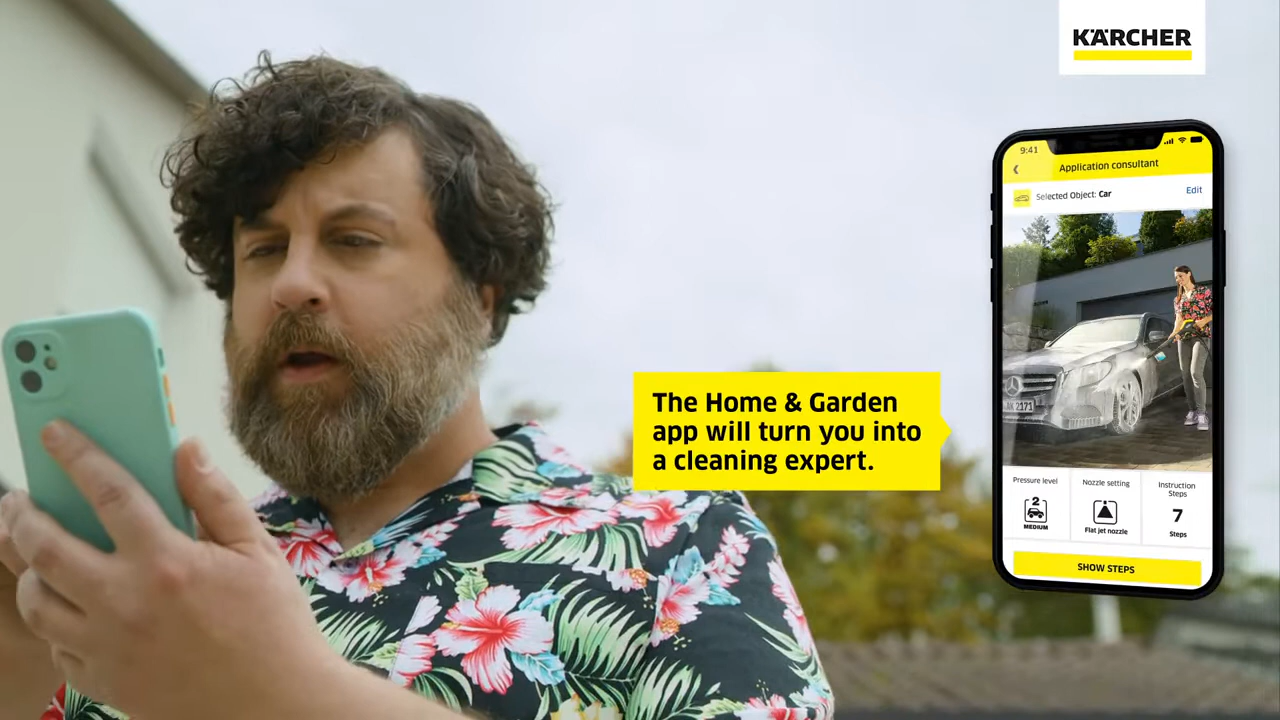 KÄRCHER
9:41
Application consultant
Selected Object: Car
Edit
The Home & Garden
app will turn you into
a cleaning expert.
Pressure level
2
MEDIUM
Nozzle setting
Flat jet nozzle
Instruction
Steps
7
Steps
SHOW STEPS